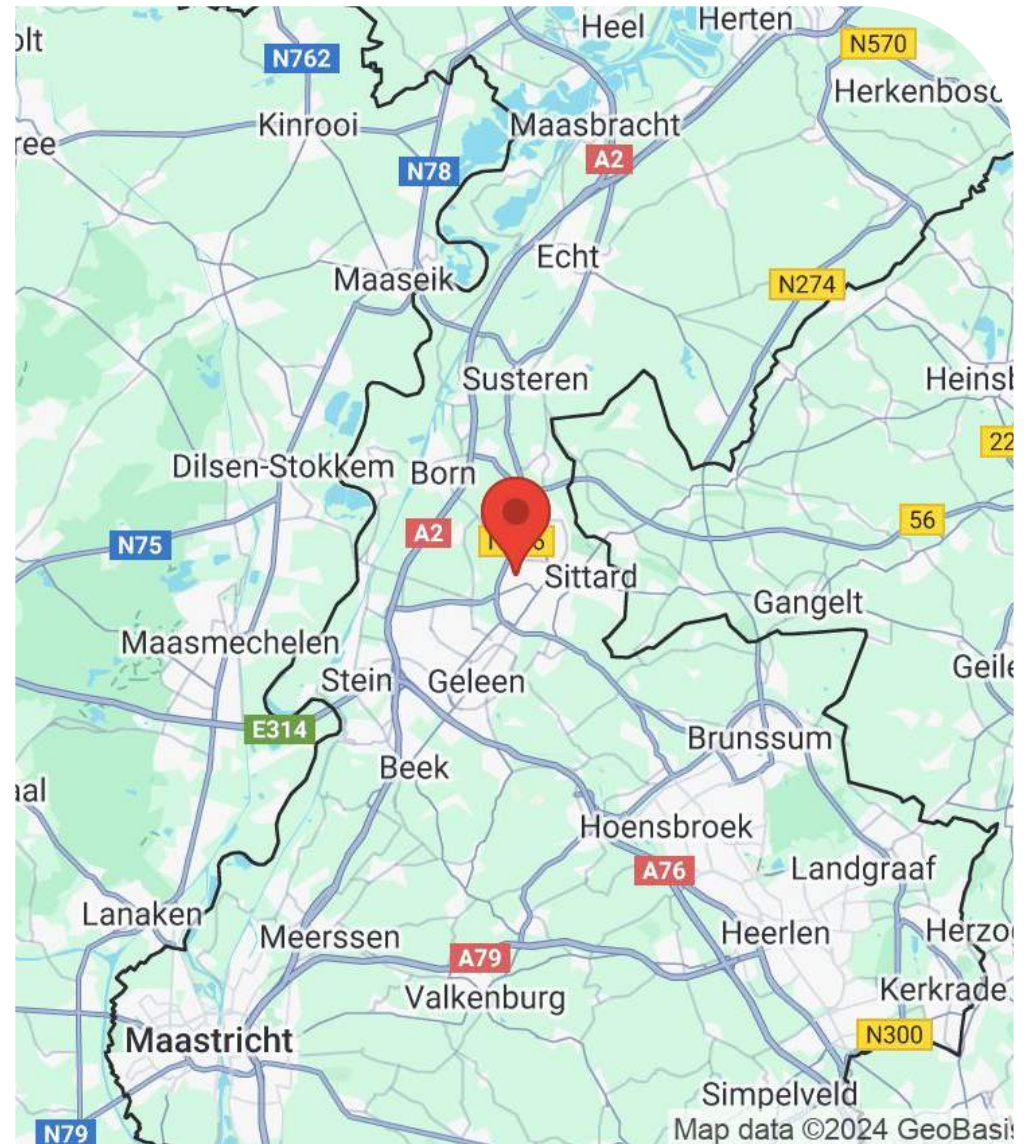 Heel
Herten
olt
N762
N570
Herkenbosc
Kinrooi
Maasbracht
ree
A2
N78
Echt
Maaseik
N274
Susteren
Heinsb
22
Dilsen-Stokkem
Born
A2
56
N75
Sittard
Gangelt
Maasmechelen
Stein
Geleen
Geile
E314
Brunssum
Beek
aal
Hoensbroek
A76
Landgraaf
Lanaken
Meerssen
Heerlen
Herzo
A79
Valkenburg
Kerkrade
N300
Maastricht
Simpelveld
N79
Map data ©2024 GeoBasis